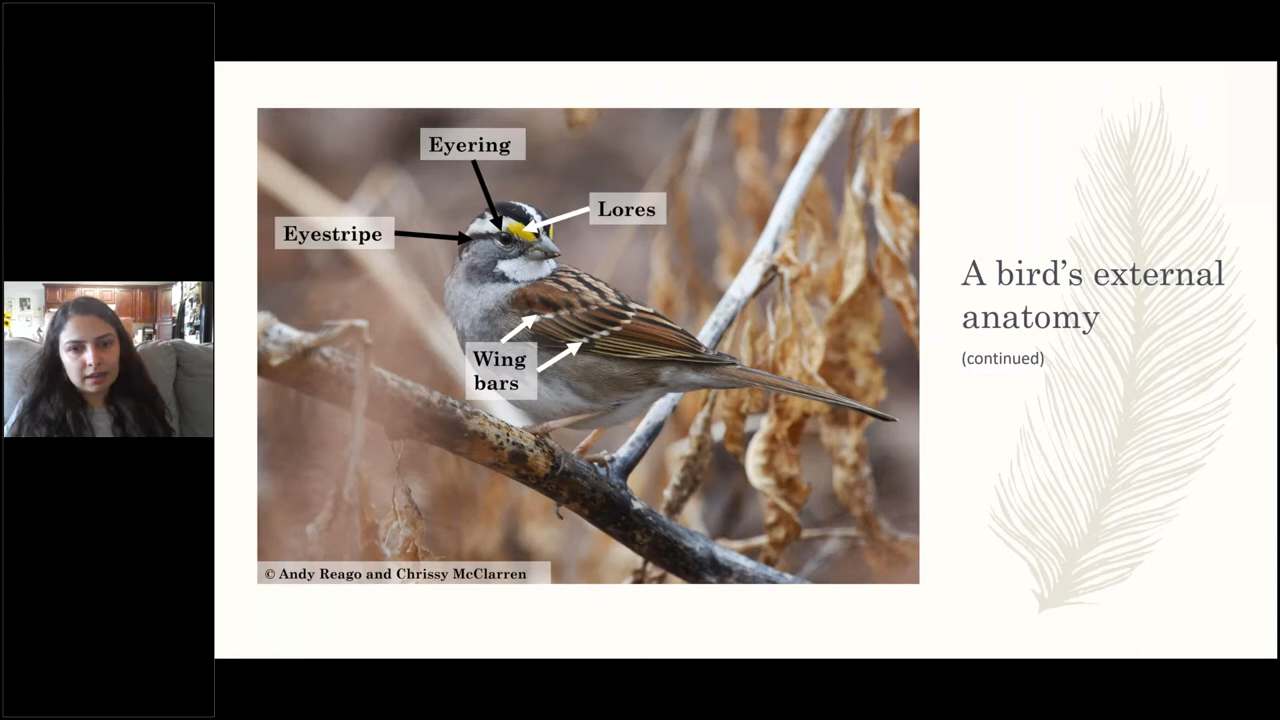 Eyering
Lores
Eyestripe
Wing
bars
© Andy Reago and Chrissy McClarren
A bird’s external
anatomy
(continued)